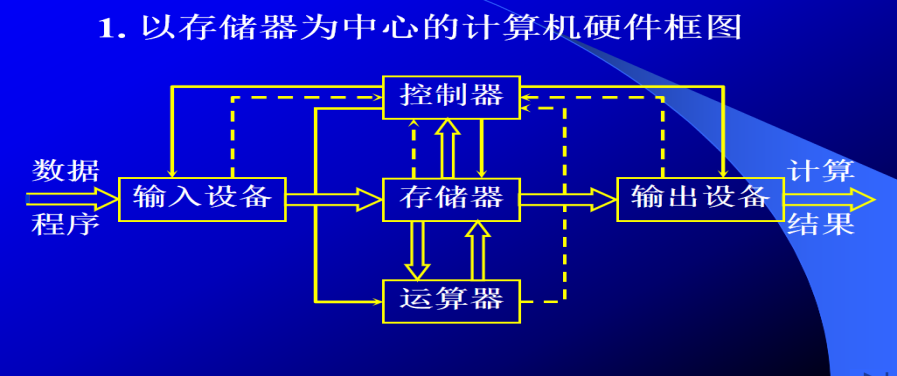 1. 以存储器为中心的计算机硬件框图
控制器
数据
程序
输入设备
存储器
输出设备
计算
结果
运算器